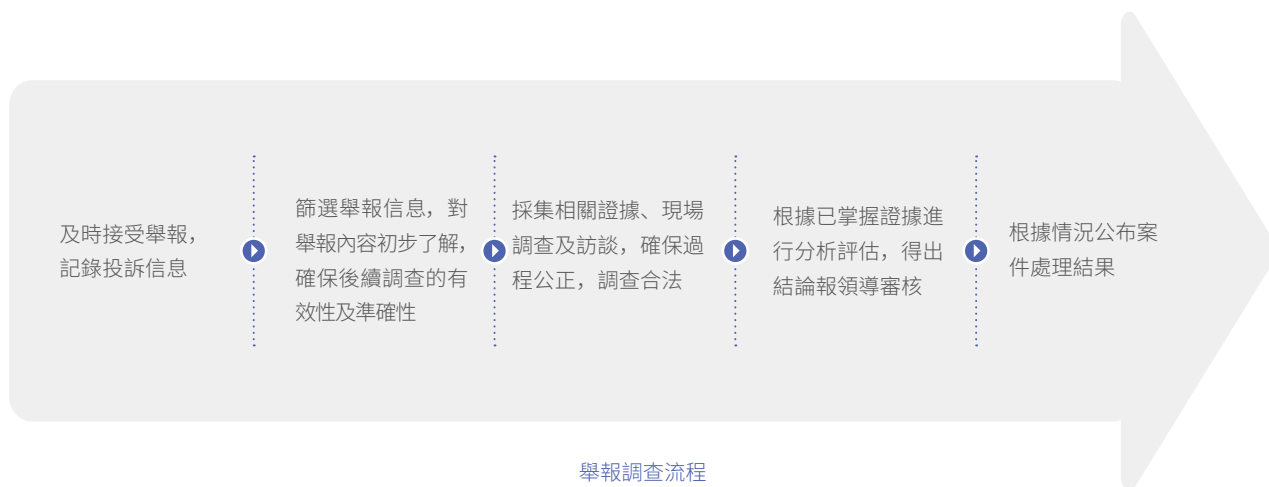 及時接受舉報，
記錄投訴信息
篩選舉報信息，對
舉報內容初步了解，
確保後續調查的有
效性及準確性
採集相關證據、現場
調查及訪談，確保過
程公正，調查合法
根據已掌握證據進
行分析評估，得出
結論報領導審核
根據情況公布案
件處理結果
舉報調查流程